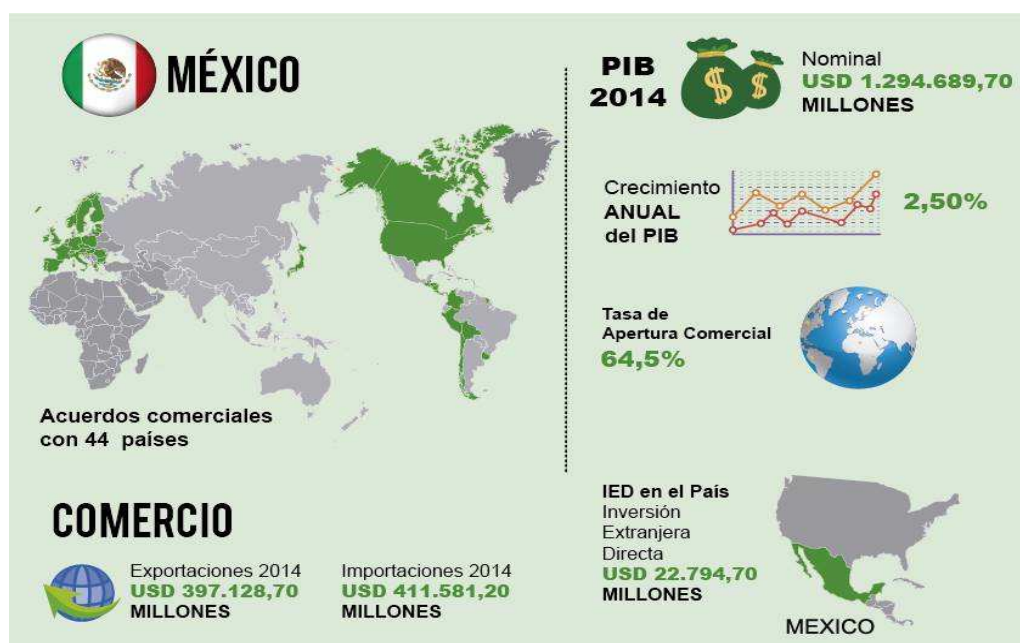 MÉXICO
Acuerdos comerciales
con 44 países
COMERCIO
Exportaciones 2014
USD 397.128,70
MILLONES
Importaciones 2014
USD 411.581,20
MILLONES
PIB
2014
$ $
Nominal
USD 1.294.689,70
MILLONES
Crecimiento
ANUAL
del PIB
2,50%
Tasa de
Apertura Comercial
64,5%
IED en el País
Inversión
Extranjera
Directa
USD 22.794,70
MILLONES
MEXICO